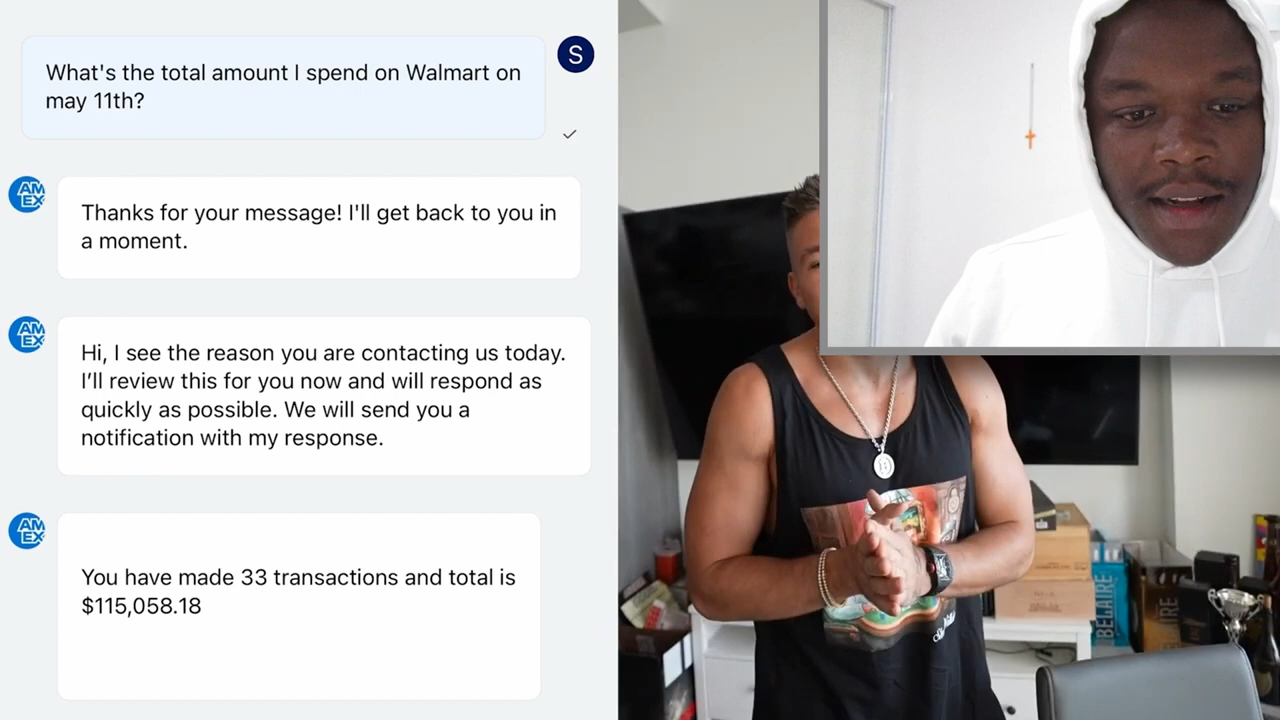 What's the total amount I spend on Walmart on
may 11th?
S
AM
EX
Thanks for your message! I'll get back to you in
a moment.
AM
EX
Hi, I see the reason you are contacting us today.
I’ll review this for you now and will respond as
quickly as possible. We will send you a
notification with my response.
AM
EX
You have made 33 transactions and total is
$115,058.18
BELAIRE